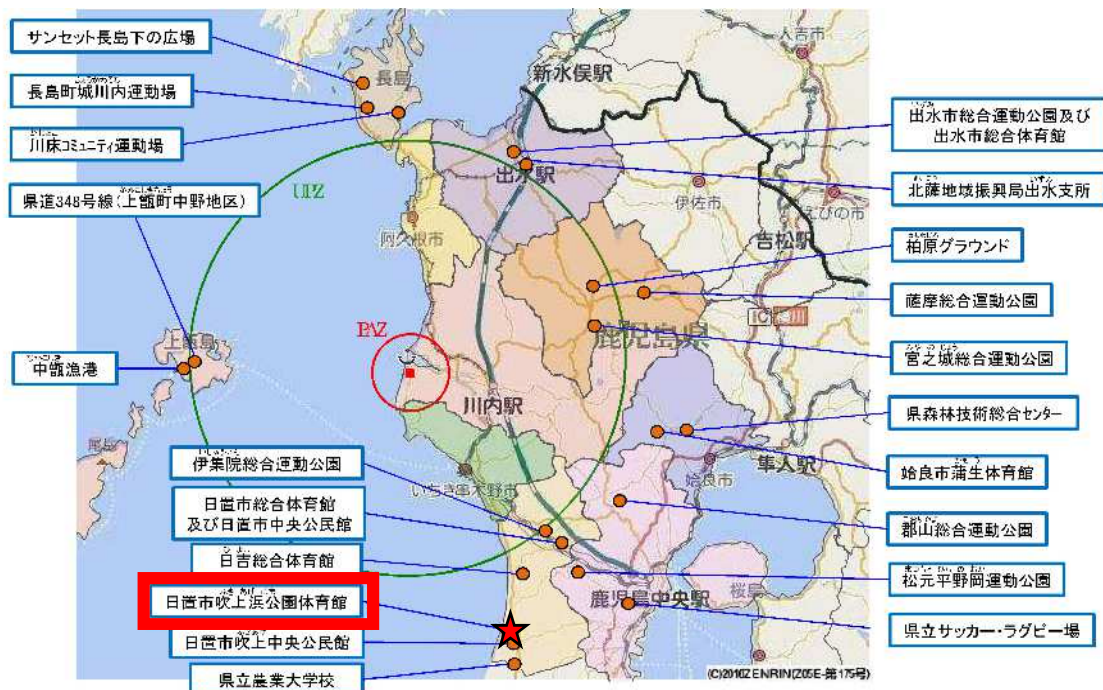 サンセット長島下の広場
長島町城川内運動場
川床コミュニティ運動場
県道348号線(上甑町中野地区)
中甑漁港
伊集院総合運動公園
日置市総合体育館
及び日置市中央公民館
日吉総合体育館
日置市吹上浜公園体育館
日置市吹上中央公民館
県立農業大学校
長島
新水俣駅
人吉市
出水駅
UPZ
阿久根市
伊佐市
えびの市
吉松駅
PAZ
鹿児島県
上甑島
川内駅
いちき串木野市
姶良市
隼人駅
鹿児島中央駅
桜島
(C)2010ZENRIN(Z05E-第175号)
出水市総合運動公園及び
出水市総合体育館
北薩地域振興局出水支所
柏原グラウンド
薩摩総合運動公園
宮之城総合運動公園
県森林技術総合センター
姶良市蒲生体育館
郡山総合運動公園
松元平野岡運動公園
県立サッカー・ラグビー場